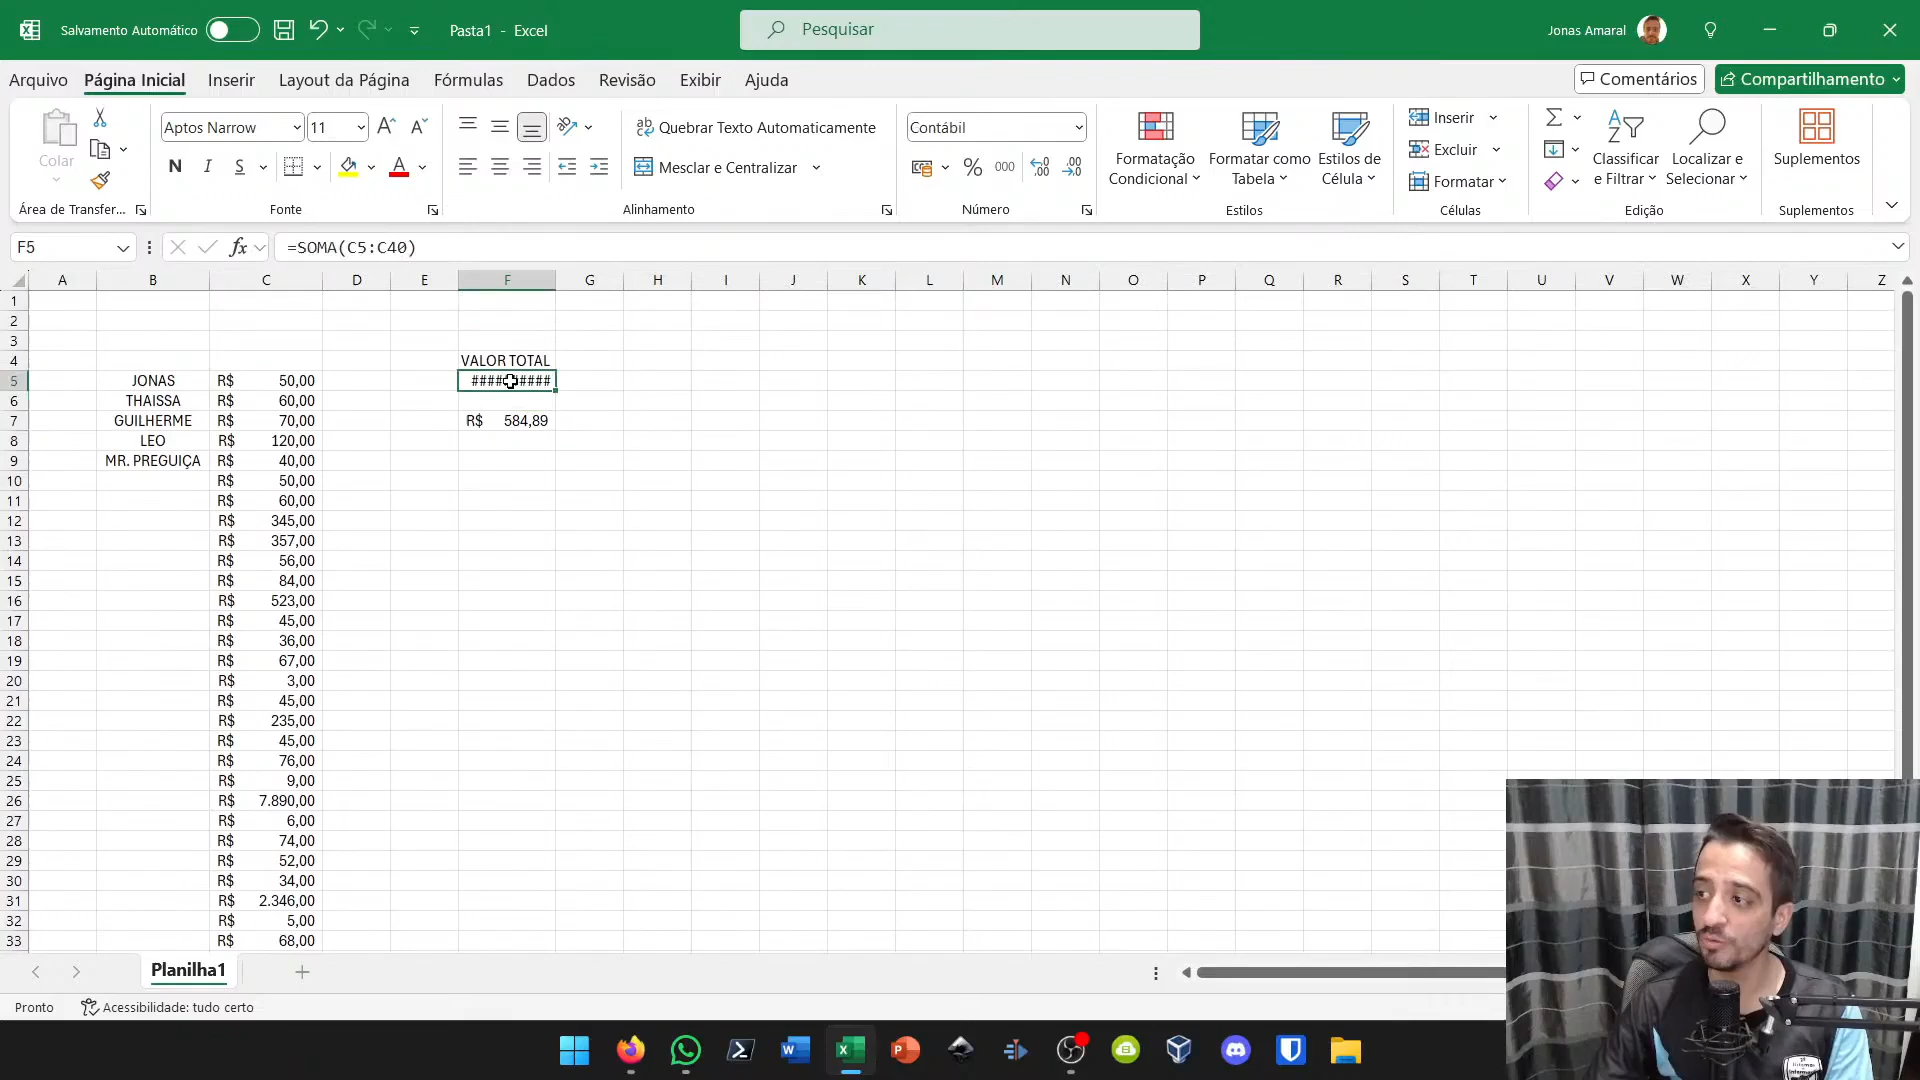 Salvamento Automático
Pasta1 - Excel
Pesquisar
Jonas Amaral
Arquivo Página Inicial Inserir Layout da Página Fórmulas Dados Revisão Exibir Ajuda
Comentários
Compartilhamento
Colar
Área de Transfer...
Aptos Narrow 11
N I S
Fonte
Quebrar Texto Automaticamente
Mesclar e Centralizar
Alinhamento
Contábil
% 000
Número
Formatação Condicional
Formatar como Tabela
Estilos de Célula
Estilos
Inserir
Excluir
Formatar
Células
Classificar e Filtrar
Localizar e Selecionar
Edição
Suplementos
Suplementos
F5 fx =SOMA(C5:C40)
A B C D E F G H I J K L M N O P Q R S T U V W X Y Z
1
2
3
4 VALOR TOTAL
5 JONAS R$ 50,00
6 THAISSA R$ 60,00
7 GUILHERME R$ 70,00 R$ 584,89
8 LEO R$ 120,00
9 MR. PREGUIÇA R$ 40,00
10 R$ 50,00
11 R$ 60,00
12 R$ 345,00
13 R$ 357,00
14 R$ 56,00
15 R$ 84,00
16 R$ 523,00
17 R$ 45,00
18 R$ 36,00
19 R$ 67,00
20 R$ 3,00
21 R$ 45,00
22 R$ 235,00
23 R$ 45,00
24 R$ 76,00
25 R$ 9,00
26 R$ 7.890,00
27 R$ 6,00
28 R$ 74,00
29 R$ 52,00
30 R$ 34,00
31 R$ 2.346,00
32 R$ 5,00
33 R$ 68,00
Planilha1
Pronto
Acessibilidade: tudo certo